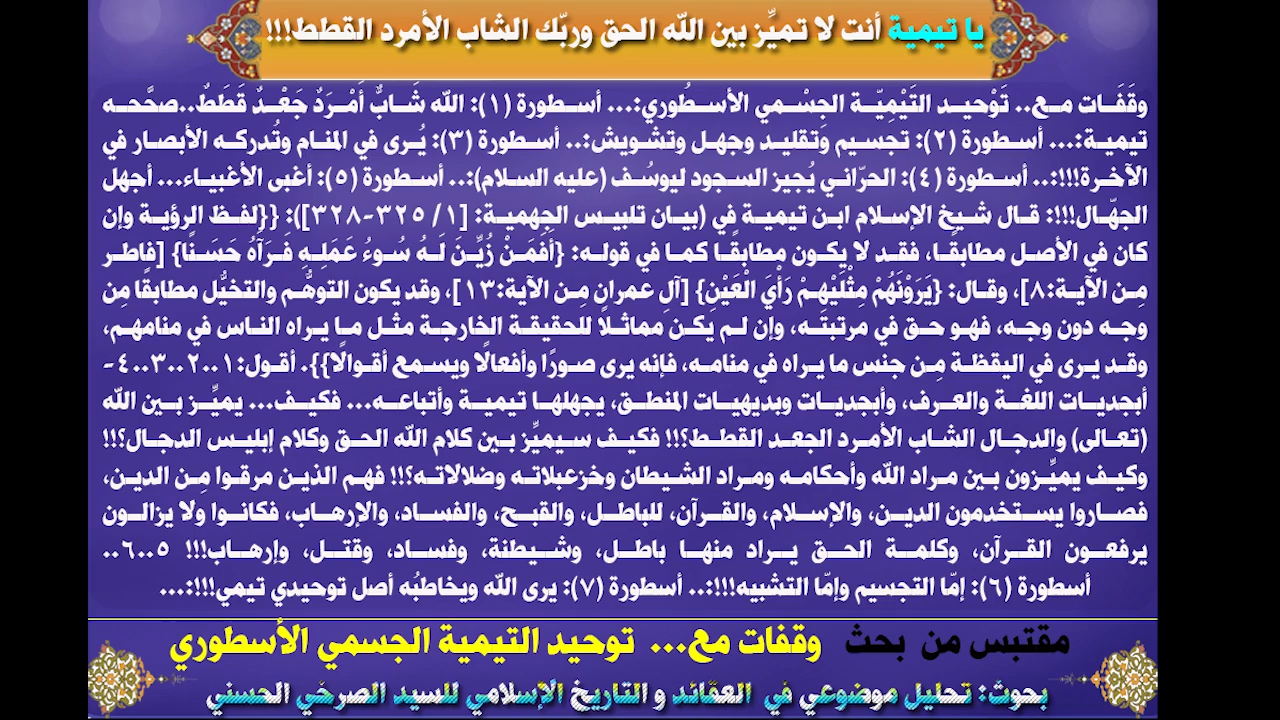 يا تيمية أنت لا تميِّز بين الله الحق وربّك الشاب الأمرد القطط!!!
وقَفَات مع.. تَوْحيد التَيْمِيّة الجِسْمي الأسطُوري:... أسطورة (١): الله شَابٌّ أَمْرَدٌ جَعْدٌ قَطَطٌ..صحَّحه
تيمية:... أسطورة (٢): تجسيم وَتقليد وجهل وتشويش:.. أسطورة (٣): يُرى في المنام وتُدركه الأبصار في
الآخرة!!!:.. أسطورة (٤): الحرّاني يُجيز السجود ليوسُف (عليه السلام):.. أسطورة (٥): أغبى الأغبياء... أجهل
الجهّال!!!: قال شيخ الإسلام ابن تيمية في (بيان تلبيس الجهمية: [١/ ٣٢٥-٣٢٨]): {{لفظ الرؤية وإن
كان في الأصل مطابقًا، فقد لا يكون مطابقًا كما في قوله: {أَفَمَنْ زُيِّنَ لَهُ سُوءُ عَمَلِهِ فَرَآهُ حَسَنًا} [فاطر
مِن الآية:٨]، وقال: {يَرَوْنَهُمْ مِثْلَيْهِمْ رَأْيَ الْعَيْنِ} [آلِ عمران مِن الآية:١٣]، وقد يكون التوهُّم والتخيُّل مطابقًا مِن
وجه دون وجه، فهو حق في مرتبته، وإن لم يكن مماثلًا للحقيقة الخارجة مثل ما يراه الناس في منامهم،
وقد يرى في اليقظة مِن جنس ما يراه في منامه، فإنه يرى صورًا وأفعالًا ويسمع أقوالًا}}. أقول:١..٢..٣..٤-
أبجديات اللغة والعرف، وأبجديات وبديهيات المنطق، يجهلها تيمية وأتباعه... فكيف... يميِّز بين الله
(تعالى) والدجال الشاب الأمرد الجعد القطط؟!! فكيف سيميِّز بين كلام الله الحق وكلام إبليس الدجال؟!!
وكيف يميِّزون بين مراد الله وأحكامه ومراد الشيطان وخزعبلاته وضلالاته؟!! فهم الذين مرقوا مِن الدين،
فصاروا يستخدمون الدين، والإسلام، والقرآن، للباطل، والقبح، والفساد، والإرهاب، فكانوا ولا يزالون
يرفعون القرآن، وكلمة الحق يراد منها باطل، وشيطنة، وفساد، وقتل، وإرهاب!!! ٥..٦..
أسطورة (٦): إمّا التجسيم وإمّا التشبيه!!!:.. أسطورة (٧): يرى الله ويخاطبُه أصل توحيدي تيمي!!!:...
مقتبس من بحث وقفات مع... توحيد التيمية الجسمي الأسطوري
بحوث: تحليل موضوعي في العقائد و التاريخ الإسلامي للسيد الصرخي الحسني